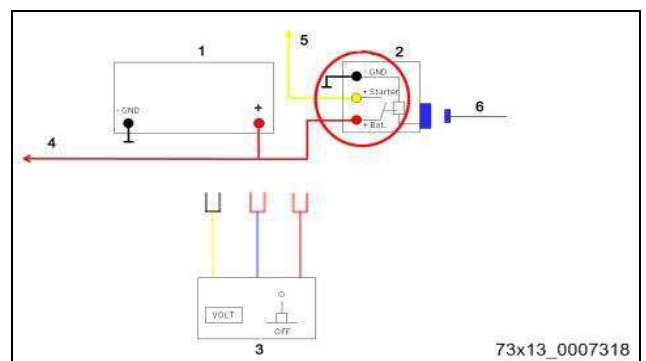 1
- GND
+
5
2
- GND
+ Starter
+ Bat.
6
4
VOLT
OFF
3
73x13_0007318